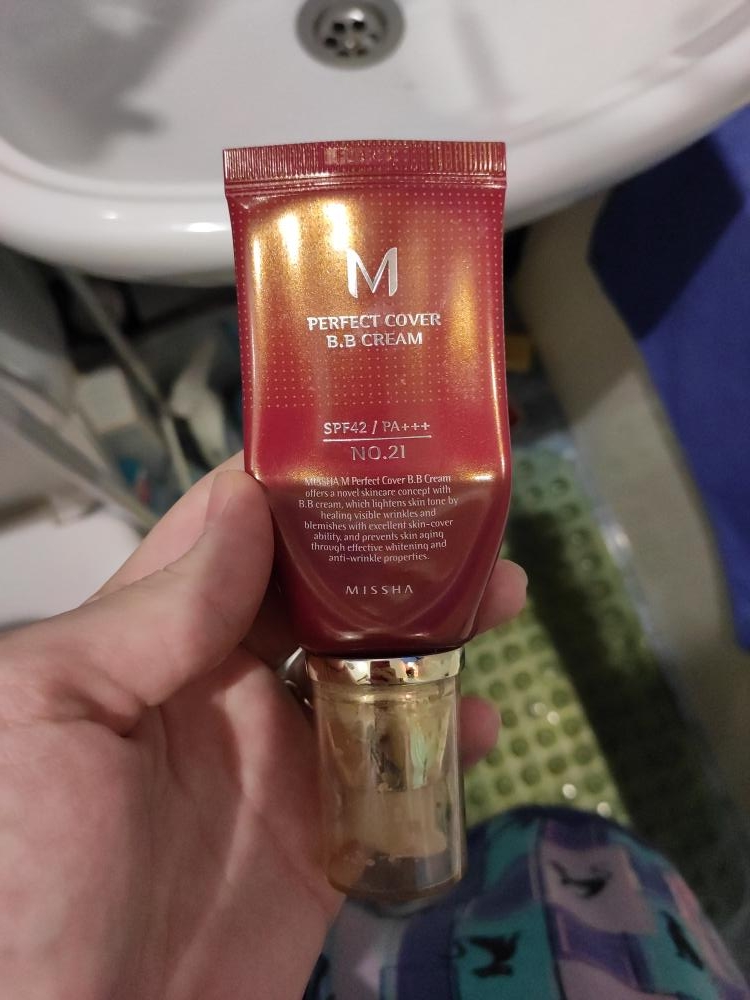 M
PERFECT COVER
B.B CREAM
SPF42 / PA+++
NO.21
MISSHA M Perfect Cover B.B Cream
offers a novel skincare concept with
B.B cream, which lightens skin tone by
healing visible wrinkles and
blemishes with excellent skin-cover
ability, and prevents skin aging
through effective whitening and
anti-wrinkle properties.
MISSHA